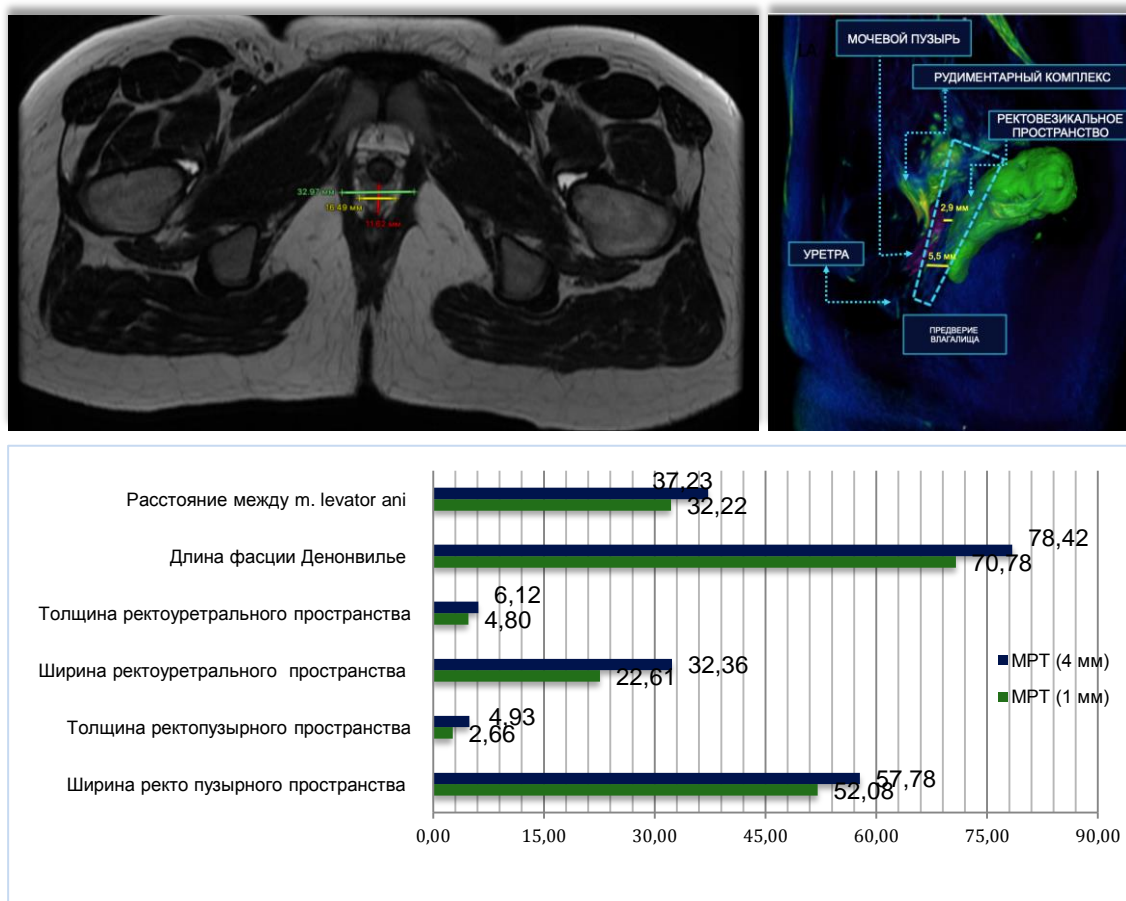 32.97 мм
16.49 мм
11.62 мм
МОЧЕВОЙ ПУЗЫРЬ
РУДИМЕНТАРНЫЙ КОМПЛЕКС
РЕКТОВЕЗИКАЛЬНОЕ
ПРОСТРАНСТВО
2,9 мм
5,5 мм
УРЕТРА
ПРЕДВЕРИЕ
ВЛАГАЛИЩА
Расстояние между m. levator ani
37,23
32,22
Длина фасции Денонвилье
78,42
70,78
Толщина ректоуретрального пространства
6,12
4,80
Ширина ректоуретрального пространства
32,36
22,61
Толщина ректопузырного пространства
4,93
2,66
Ширина ректо пузырного пространства
57,78
52,08
МРТ (4 мм)
МРТ (1 мм)
0,00 15,00 30,00 45,00 60,00 75,00 90,00